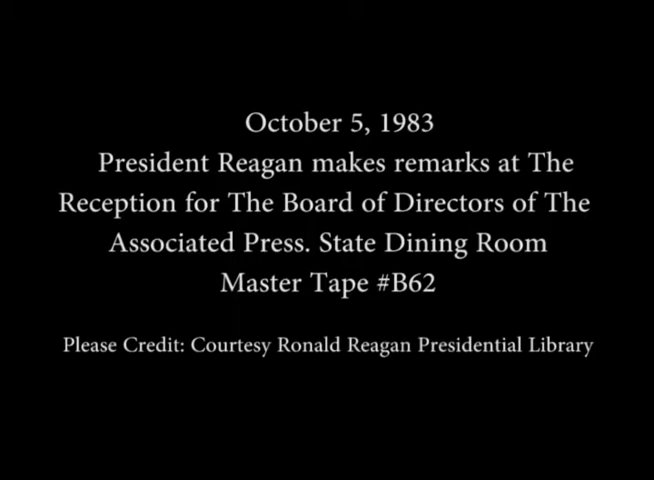 October 5, 1983
President Reagan makes remarks at The
Reception for The Board of Directors of The
Associated Press. State Dining Room
Master Tape #B62
Please Credit: Courtesy Ronald Reagan Presidential Library